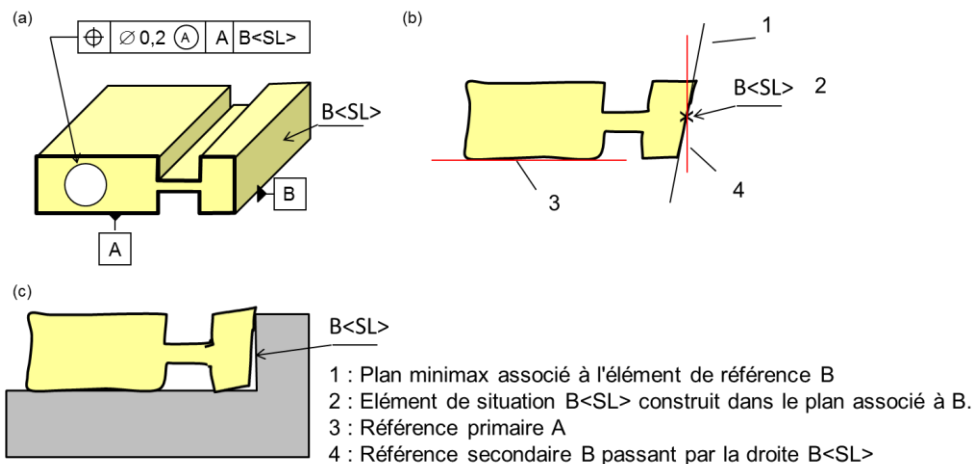 (a)
⌖ ⌀ 0,2 Ⓐ A B<SL>
B<SL>
B
A
(b)
1
B<SL> 2
3
4
(c)
B<SL>
1 : Plan minimax associé à l'élément de référence B
2 : Elément de situation B<SL> construit dans le plan associé à B.
3 : Référence primaire A
4 : Référence secondaire B passant par la droite B<SL>